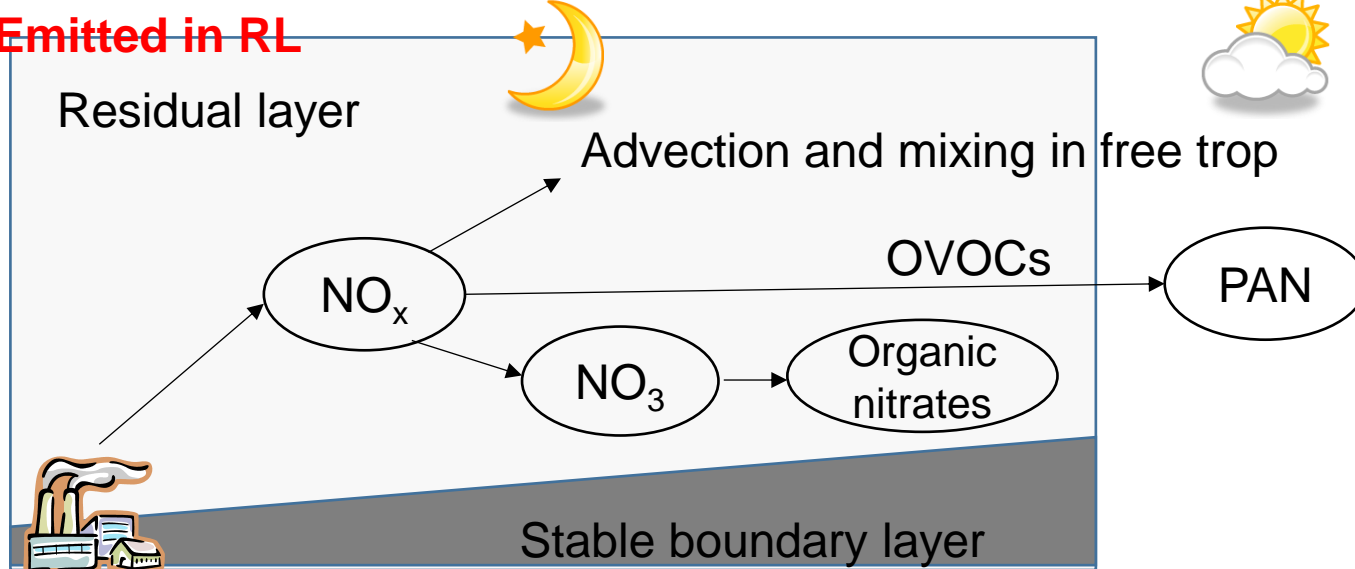 Emitted in RL
Residual layer
Advection and mixing in free trop
OVOCs
NOₓ
PAN
NO₃
Organic
nitrates
Stable boundary layer